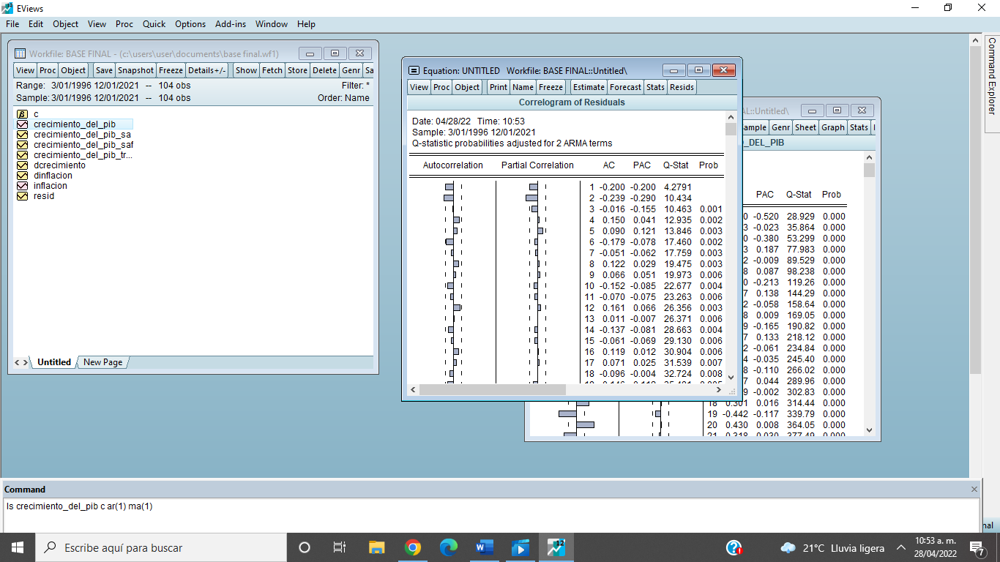 EViews
File Edit Object View Proc Quick Options Add-ins Window Help
Workfile: BASE FINAL - (c:\users\user\documents\base final.wf1)
View Proc Object Save Snapshot Freeze Details+/- Show Fetch Store Delete Genr Sa
Range: 3/01/1996 12/01/2021 -- 104 obs Filter: *
Sample: 3/01/1996 12/01/2021 -- 104 obs Order: Name
c
crecimiento_del_pib
crecimiento_del_pib_sa
crecimiento_del_pib_saf
crecimiento_del_pib_tr...
dcrecimiento
dinflacion
inflacion
resid
Untitled New Page
Equation: UNTITLED Workfile: BASE FINAL::Untitled\
View Proc Object Print Name Freeze Estimate Forecast Stats Resids
Correlogram of Residuals
Date: 04/28/22 Time: 10:53
Sample: 3/01/1996 12/01/2021
Q-statistic probabilities adjusted for 2 ARMA terms
Autocorrelation Partial Correlation AC PAC Q-Stat Prob
1 -0.200 -0.200 4.2791
2 -0.239 -0.290 10.434
3 -0.016 -0.155 10.463 0.001
4 0.150 0.041 12.935 0.002
5 0.090 0.121 13.846 0.003
6 -0.179 -0.078 17.460 0.002
7 -0.051 -0.062 17.759 0.003
8 0.122 0.029 19.475 0.003
9 0.066 0.051 19.973 0.006
10 -0.152 -0.085 22.677 0.004
11 -0.070 -0.075 23.263 0.006
12 0.161 0.066 26.356 0.003
13 0.011 -0.007 26.371 0.006
14 -0.137 -0.081 28.663 0.004
15 -0.061 -0.069 29.130 0.006
16 0.119 0.012 30.904 0.006
17 0.071 0.025 31.539 0.007
18 -0.096 -0.004 32.724 0.008
AL::Untitled\
ample Genr Sheet Graph Stats
O_DEL_PIB
PAC Q-Stat Prob
0 -0.520 28.929 0.000
3 -0.023 35.864 0.000
0 -0.380 53.299 0.000
3 0.187 77.983 0.000
2 -0.009 89.529 0.000
8 0.087 98.238 0.000
0 -0.213 119.26 0.000
7 0.138 144.29 0.000
2 -0.058 158.64 0.000
8 0.009 169.05 0.000
9 -0.165 190.82 0.000
7 0.133 218.12 0.000
2 -0.061 234.84 0.000
4 -0.035 245.40 0.000
8 -0.110 266.02 0.000
7 0.044 289.96 0.000
9 -0.002 302.83 0.000
18 0.301 0.016 314.44 0.000
19 -0.442 -0.117 339.79 0.000
20 0.430 0.008 364.05 0.000
Command Explorer
Command
ls crecimiento_del_pib c ar(1) ma(1)
nal
Escribe aquí para buscar
12
21°C Lluvia ligera
10:53 a. m.
28/04/2022
7